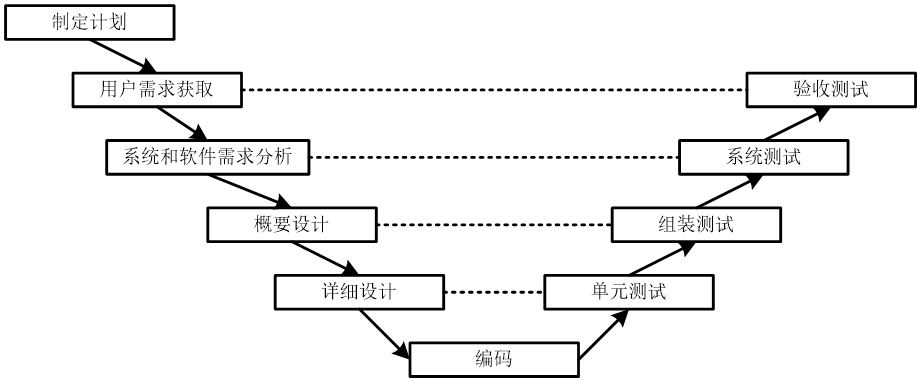 制定计划
用户需求获取
验收测试
系统和软件需求分析
系统测试
概要设计
组装测试
详细设计
单元测试
编码